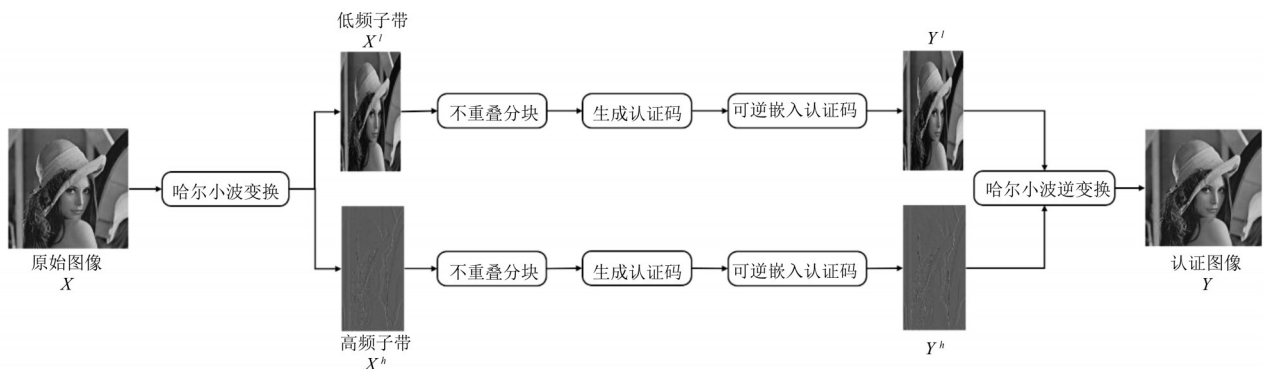 原始图像
X
哈尔小波变换
低频子带
X^l
不重叠分块
生成认证码
可逆嵌入认证码
Y^l
高频子带
X^h
不重叠分块
生成认证码
可逆嵌入认证码
Y^h
哈尔小波逆变换
认证图像
Y